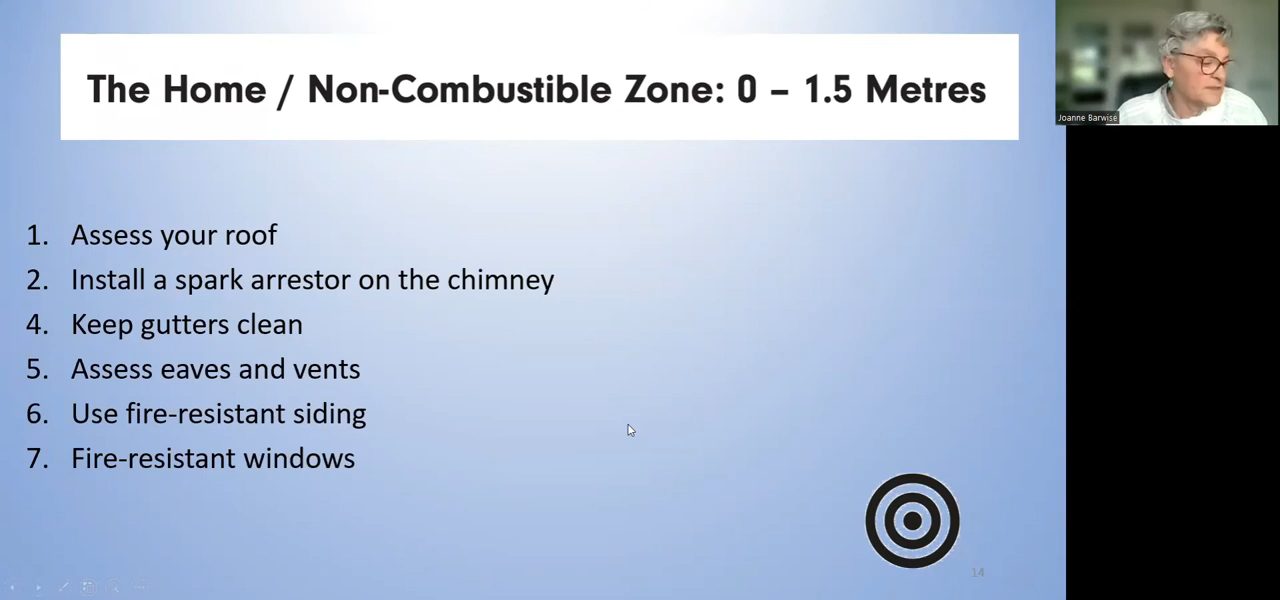 The Home / Non-Combustible Zone: 0 – 1.5 Metres
Joanne Barwise
1. Assess your roof
2. Install a spark arrestor on the chimney
4. Keep gutters clean
5. Assess eaves and vents
6. Use fire-resistant siding
7. Fire-resistant windows
14